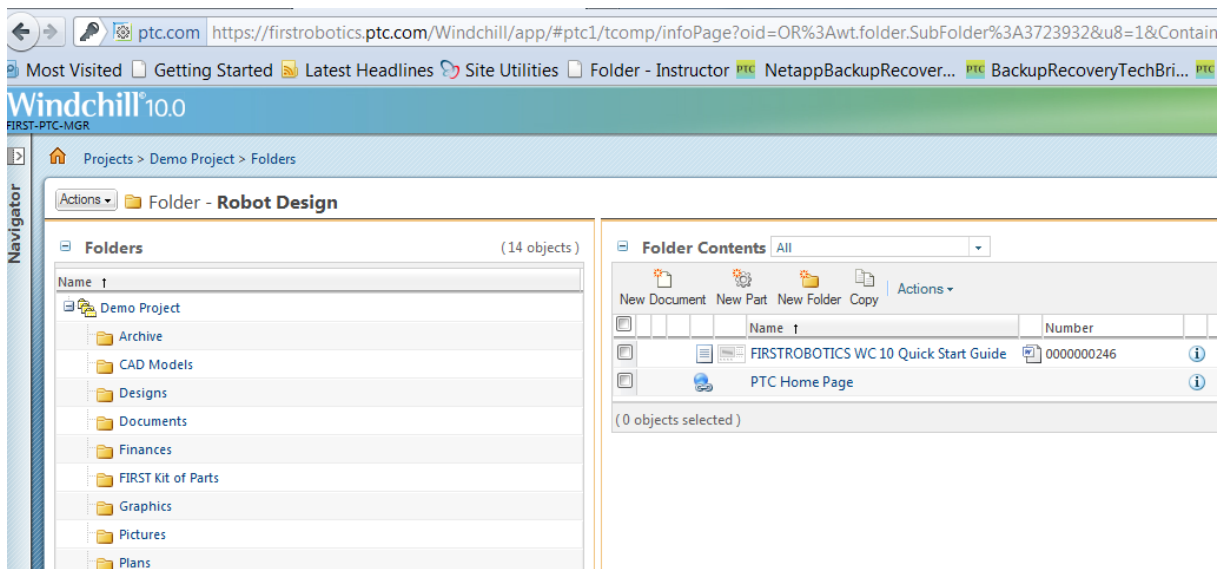 ptc.com https://firstrobotics.ptc.com/Windchill/app/#ptc1/tcomp/infoPage?oid=OR%3Awt.folder.SubFolder%3A3723932&u8=1&Contain
Most Visited Getting Started Latest Headlines Site Utilities Folder - Instructor PTC NetappBackupRecover... PTC BackupRecoveryTechBri... PTC
Windchill® 10.0
FIRST-PTC-MGR
Projects > Demo Project > Folders
Navigator
Actions Folder - Robot Design
Folders (14 objects)
Name ↑
Demo Project
Archive
CAD Models
Designs
Documents
Finances
FIRST Kit of Parts
Graphics
Pictures
Plans
Folder Contents All
New Document New Part New Folder Copy Actions
Name ↑ Number
FIRSTROBOTICS WC 10 Quick Start Guide 0000000246
PTC Home Page
(0 objects selected)